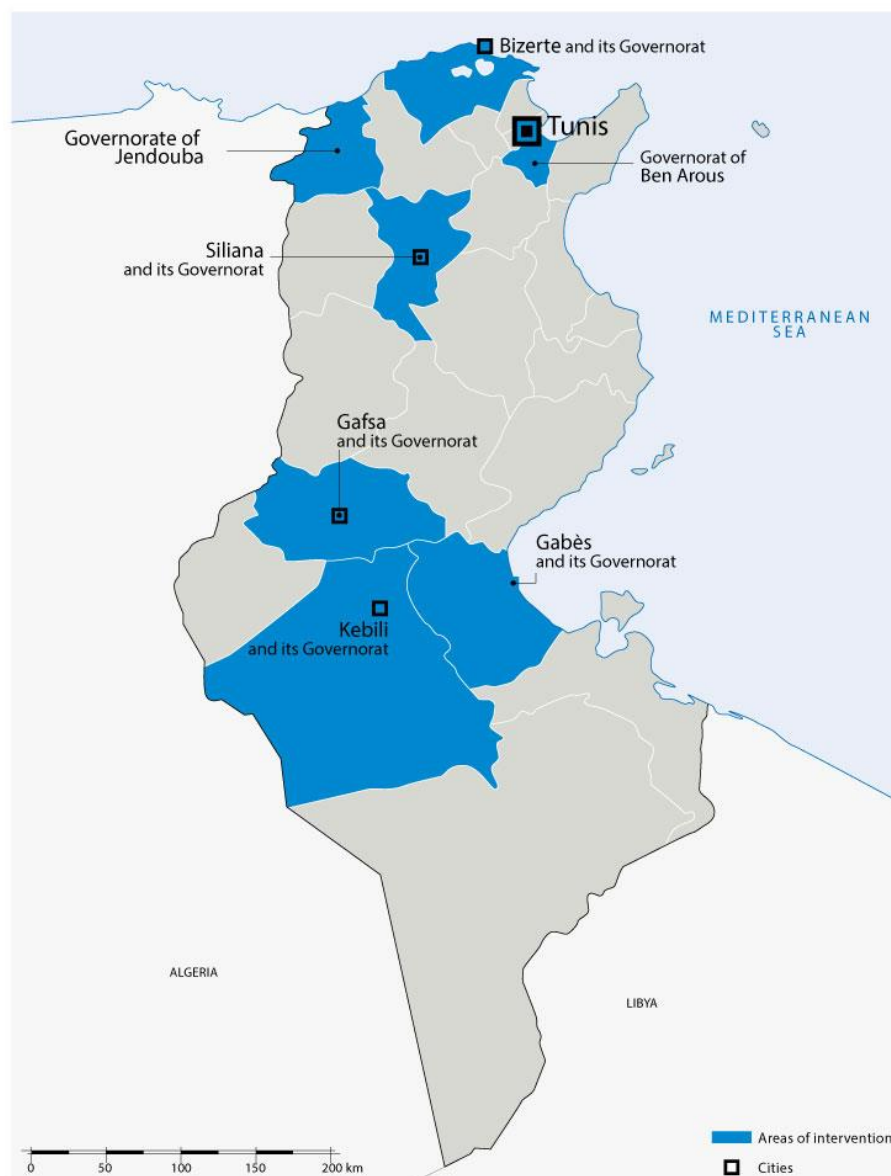 Bizerte and its Governorat
Tunis
Governorate of
Jendouba
Governorat of
Ben Arous
Siliana
and its Governorat
MEDITERRANEAN
SEA
Gafsa
and its Governorat
Gabès
and its Governorat
Kebili
and its Governorat
ALGERIA
LIBYA
Areas of intervention
Cities
0 50 100 150 200 km